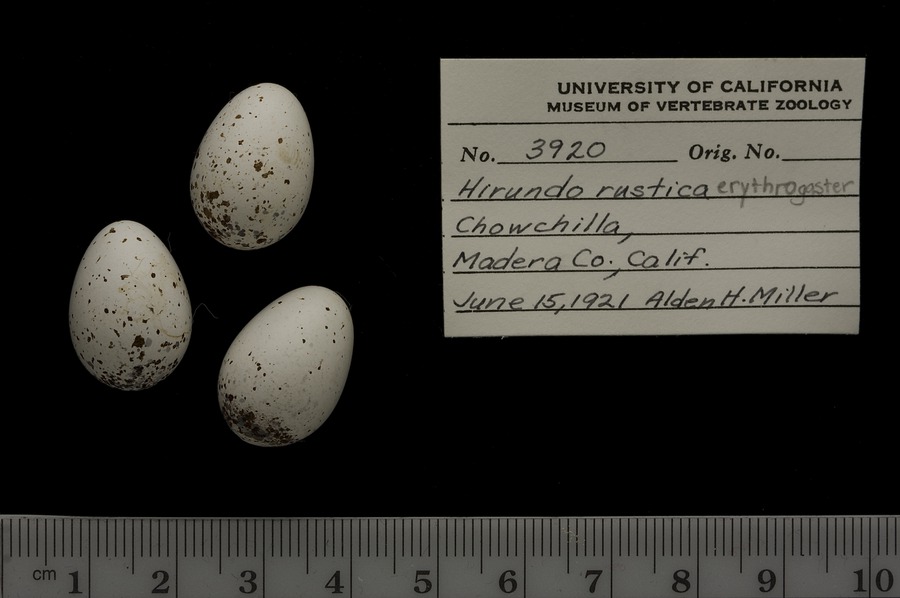 UNIVERSITY OF CALIFORNIA
MUSEUM OF VERTEBRATE ZOOLOGY
No. 3920 Orig. No.
Hirundo rustica erythrogaster
Chowchilla,
Madera Co., Calif.
June 15, 1921 Alden H. Miller
cm 1 2 3 4 5 6 7 8 9 10